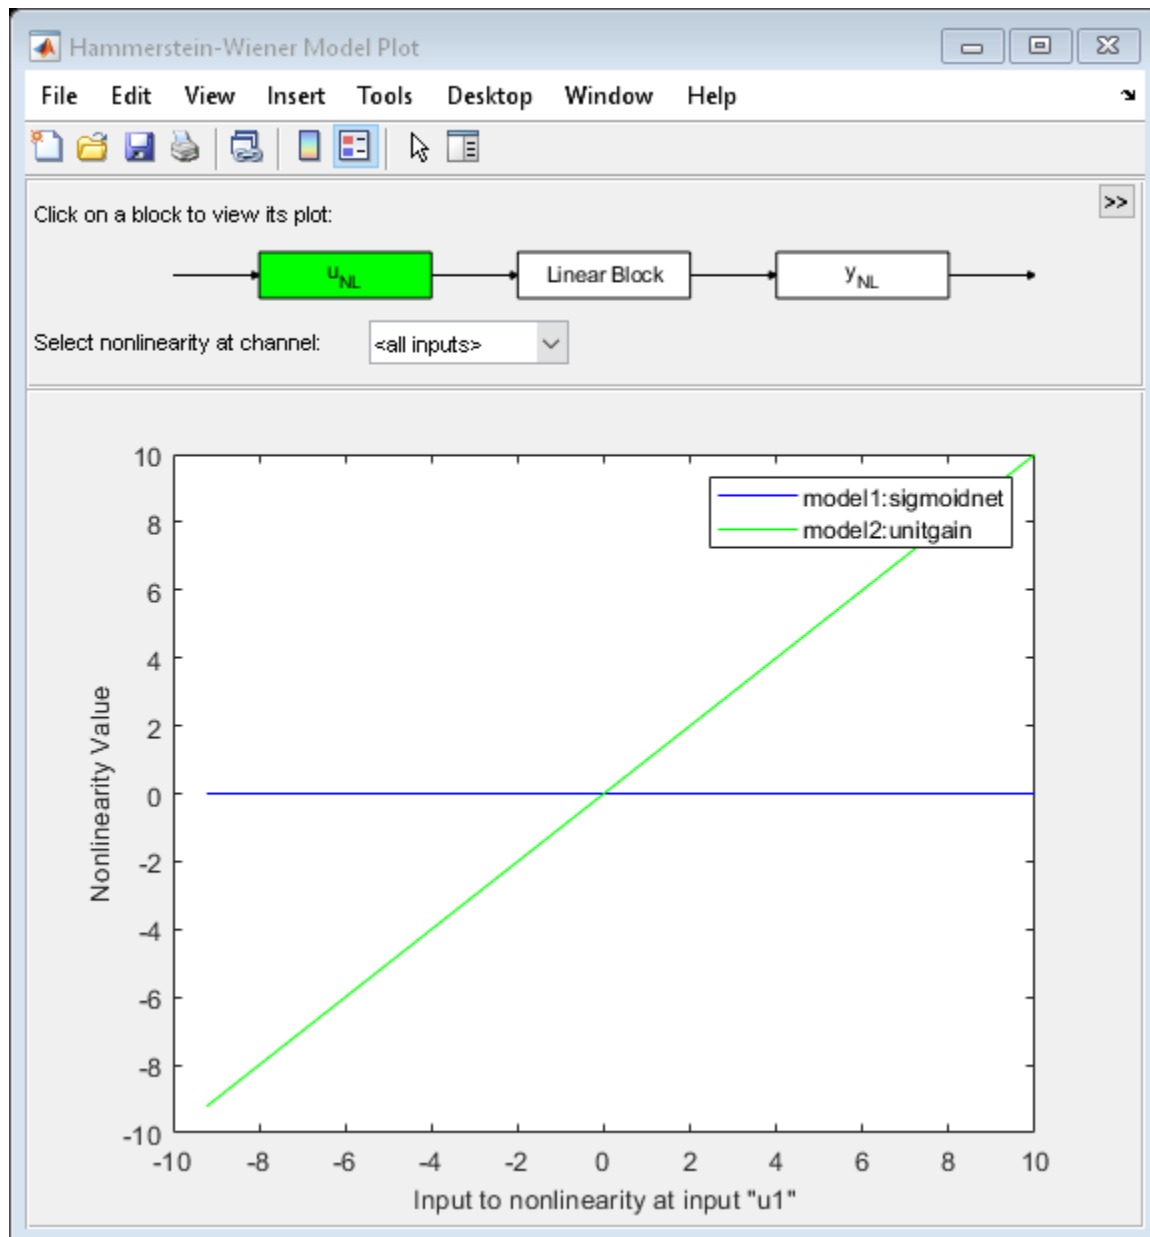 Hammerstein-Wiener Model Plot
File Edit View Insert Tools Desktop Window Help
Click on a block to view its plot:
>>
uNL Linear Block yNL
Select nonlinearity at channel: <all inputs>
10
8
6
4
2
0
-2
-4
-6
-8
-10
Nonlinearity Value
model1:sigmoidnet
model2:unitgain
-10 -8 -6 -4 -2 0 2 4 6 8 10
Input to nonlinearity at input "u1"